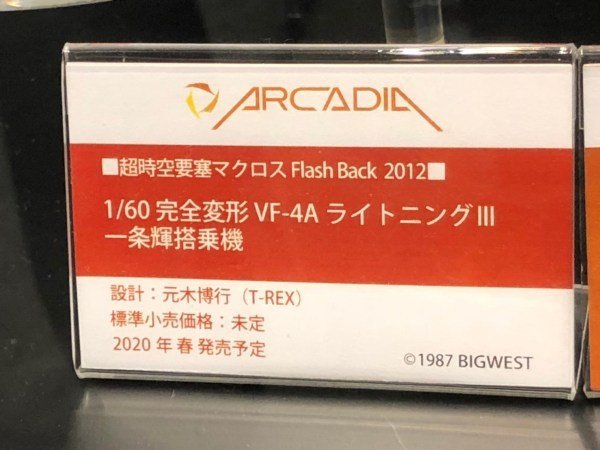 ARCADIA
■超時空要塞マクロス Flash Back 2012■
1/60 完全変形 VF-4A ライトニングⅢ
一条輝搭乗機
設計：元木博行（T-REX）
標準小売価格：未定
2020 年 春 発売予定
©1987 BIGWEST